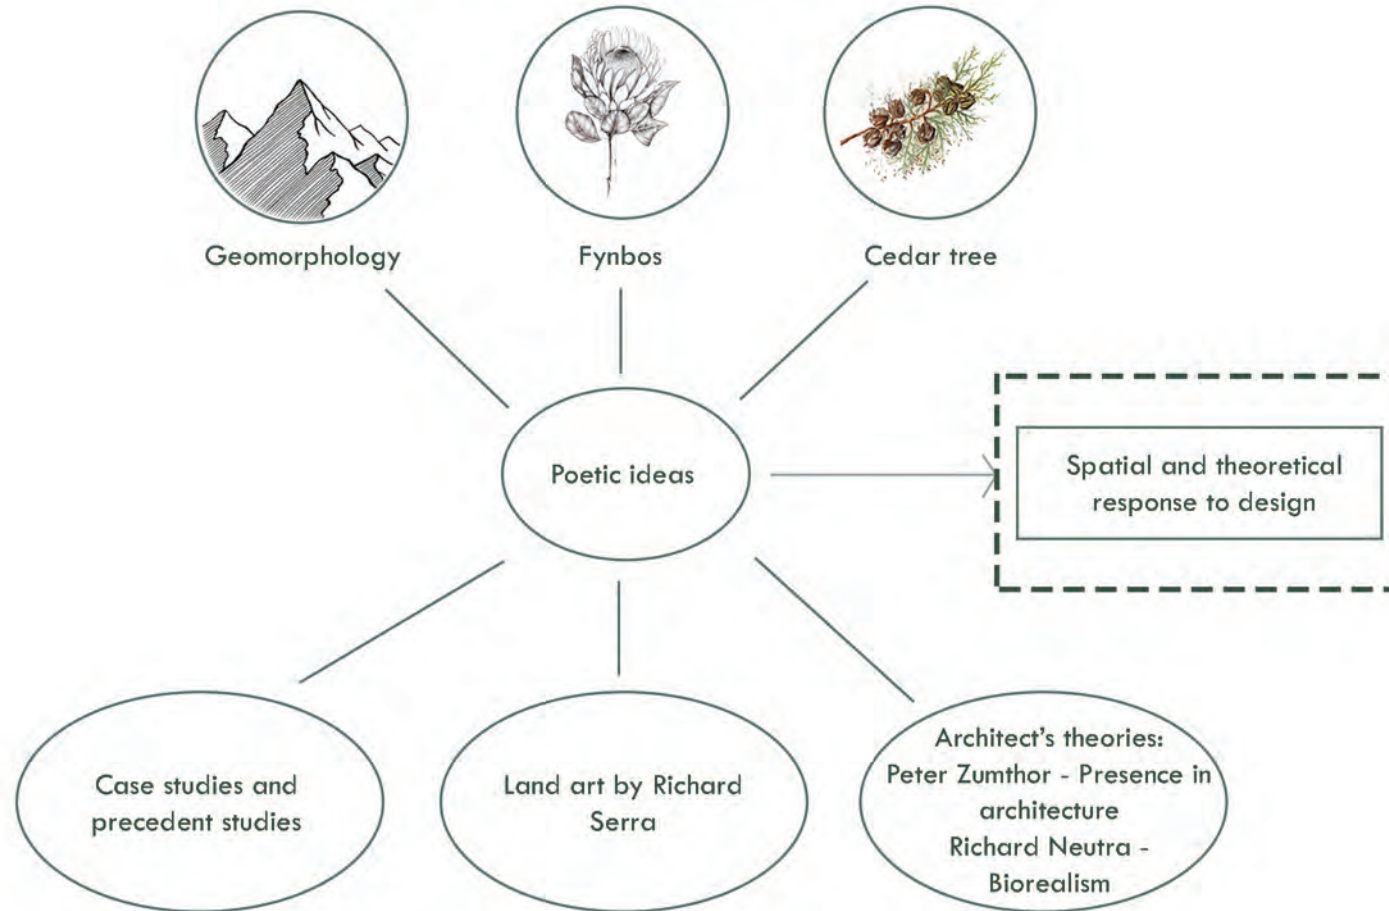 Geomorphology
Fynbos
Cedar tree
Poetic ideas
Spatial and theoretical
response to design
Case studies and
precedent studies
Land art by Richard
Serra
Architect's theories:
Peter Zumthor - Presence in
architecture
Richard Neutra -
Biorealism